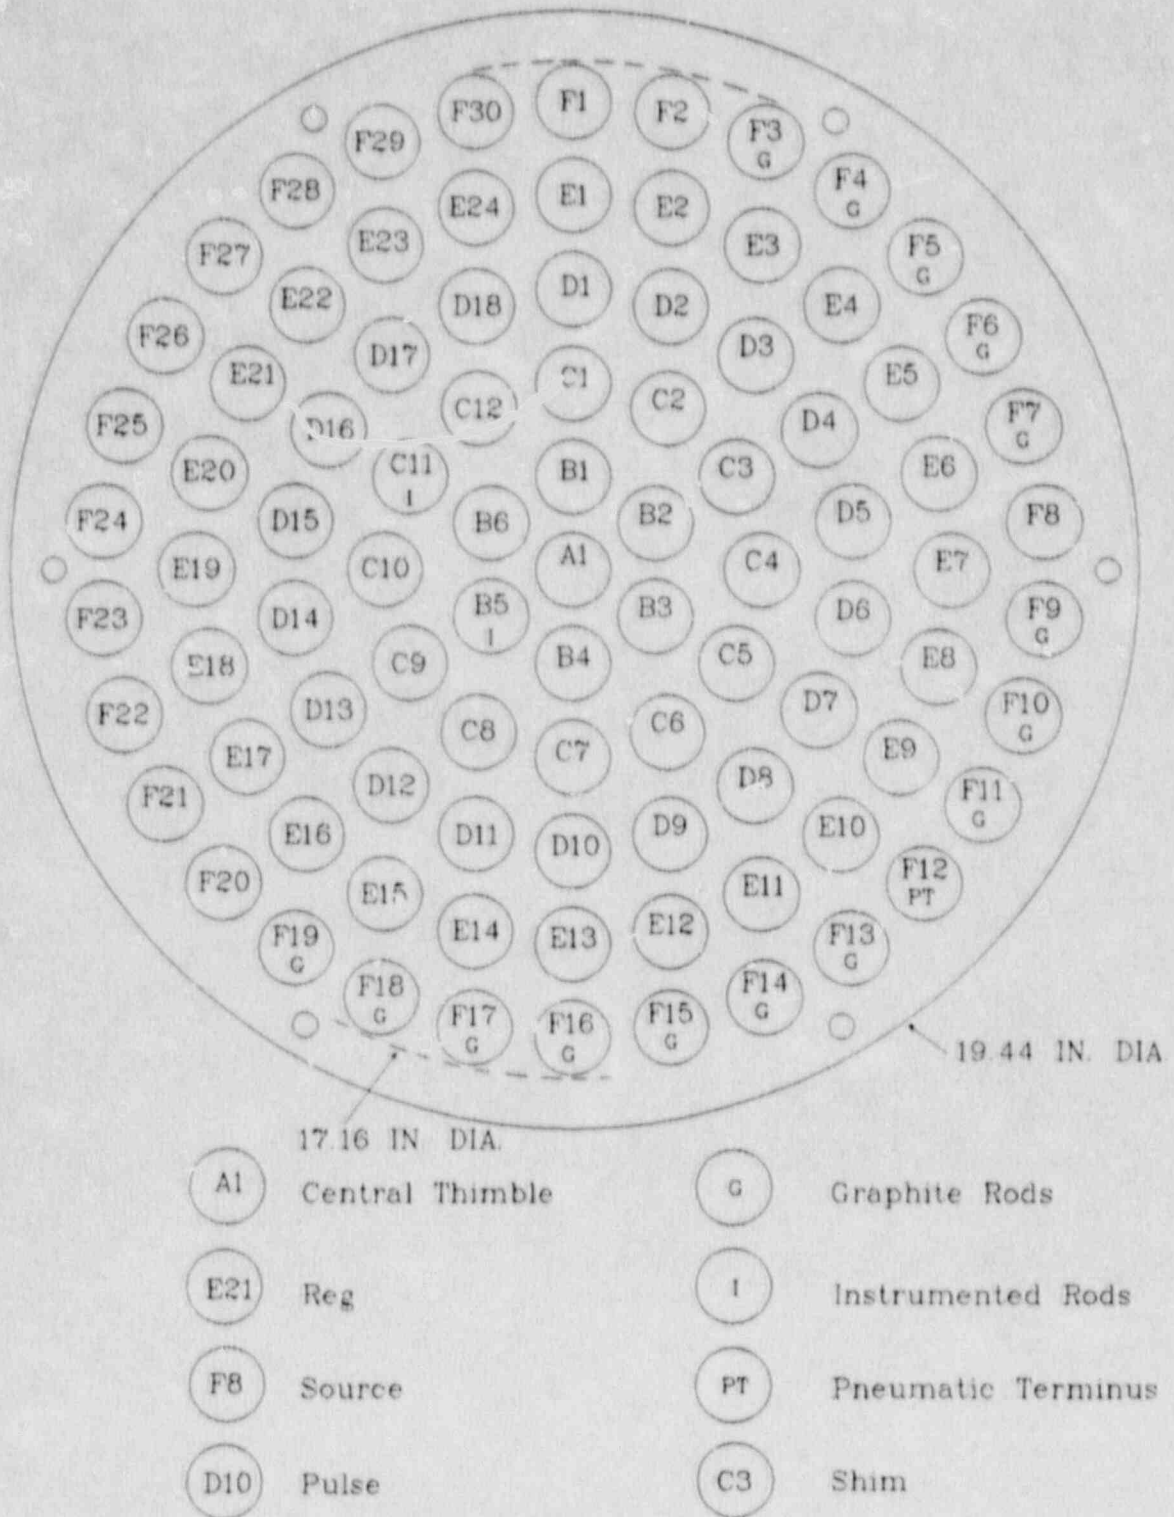 F1
F30
F2
F29
F3
G
F28
F4
G
E1
E24
E2
E23
E3
F27
F5
G
D1
E22
D18
D2
E4
F26
F6
G
D17
D3
E21
E5
C1
C12
C2
F25
D16
D4
F7
G
E20
C11
I
B1
C3
E6
F24
D15
B6
B2
D5
F8
E19
C10
A1
C4
E7
F23
D14
B5
I
B3
D6
F9
G
E18
C9
B4
C5
E8
F22
D13
D7
F10
G
C8
C6
E17
C7
E9
F21
D12
D8
F11
G
E16
D11
D10
D9
E10
F20
F12
PT
E15
E11
E14
E13
E12
F19
G
F13
G
F18
G
F14
G
F17
G
F16
G
F15
G
19.44 IN. DIA
17.16 IN DIA.
A1 Central Thimble
G Graphite Rods
E21 Reg
I Instrumented Rods
F8 Source
PT Pneumatic Terminus
D10 Pulse
C3 Shim